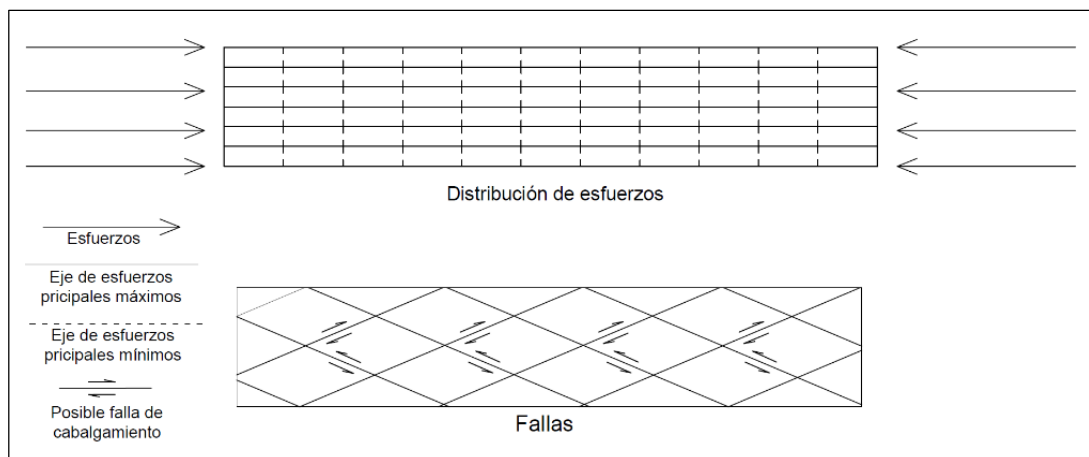 Distribución de esfuerzos
Esfuerzos
Eje de esfuerzos
pricipales máximos
Eje de esfuerzos
pricipales mínimos
Posible falla de
cabalgamiento
Fallas